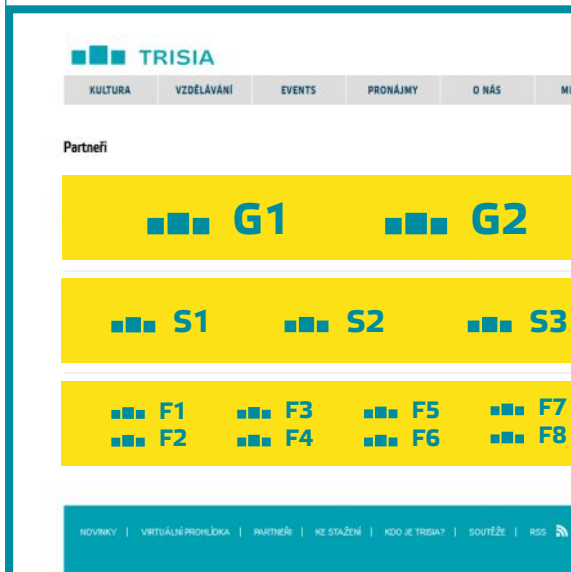 TRISIA
KULTURA VZDĚLÁVÁNÍ EVENTS PRONÁJMY O NÁS
Partneři
G1 G2
S1 S2 S3
F1 F3 F5 F7
F2 F4 F6 F8
NOVINKY | VIRTUÁLNÍ PROHLÍDKA | PARTNEŘI | KE STAŽENÍ | KDO JE TRISIA? | SOUTĚŽE | RSS